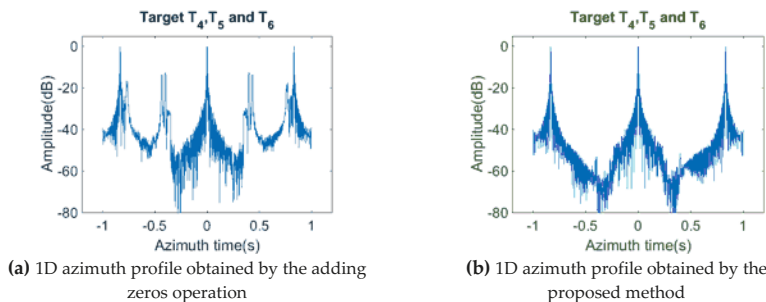 Target T4,T5 and T6
Amplitude(dB)
0
-20
-40
-60
-80
-1
-0.5
0
0.5
1
Azimuth time(s)
(a) 1D azimuth profile obtained by the adding
zeros operation
Target T4,T5 and T6
Amplitude(dB)
0
-20
-40
-60
-80
-1
-0.5
0
0.5
1
Azimuth time(s)
(b) 1D azimuth profile obtained by the
proposed method